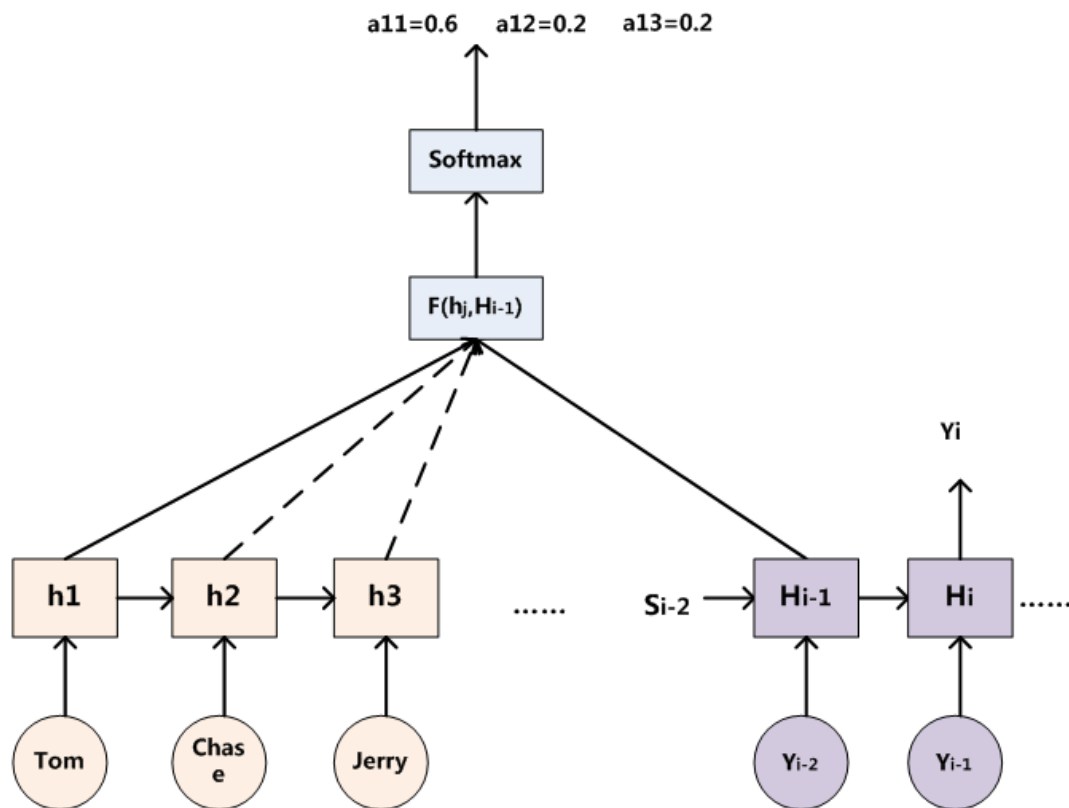 a11=0.6 a12=0.2 a13=0.2
Softmax
F(hj,Hi-1)
Yi
h1 h2 h3 ...... Si-2 Hi-1 Hi ......
Tom Chas Jerry Yi-2 Yi-1
e